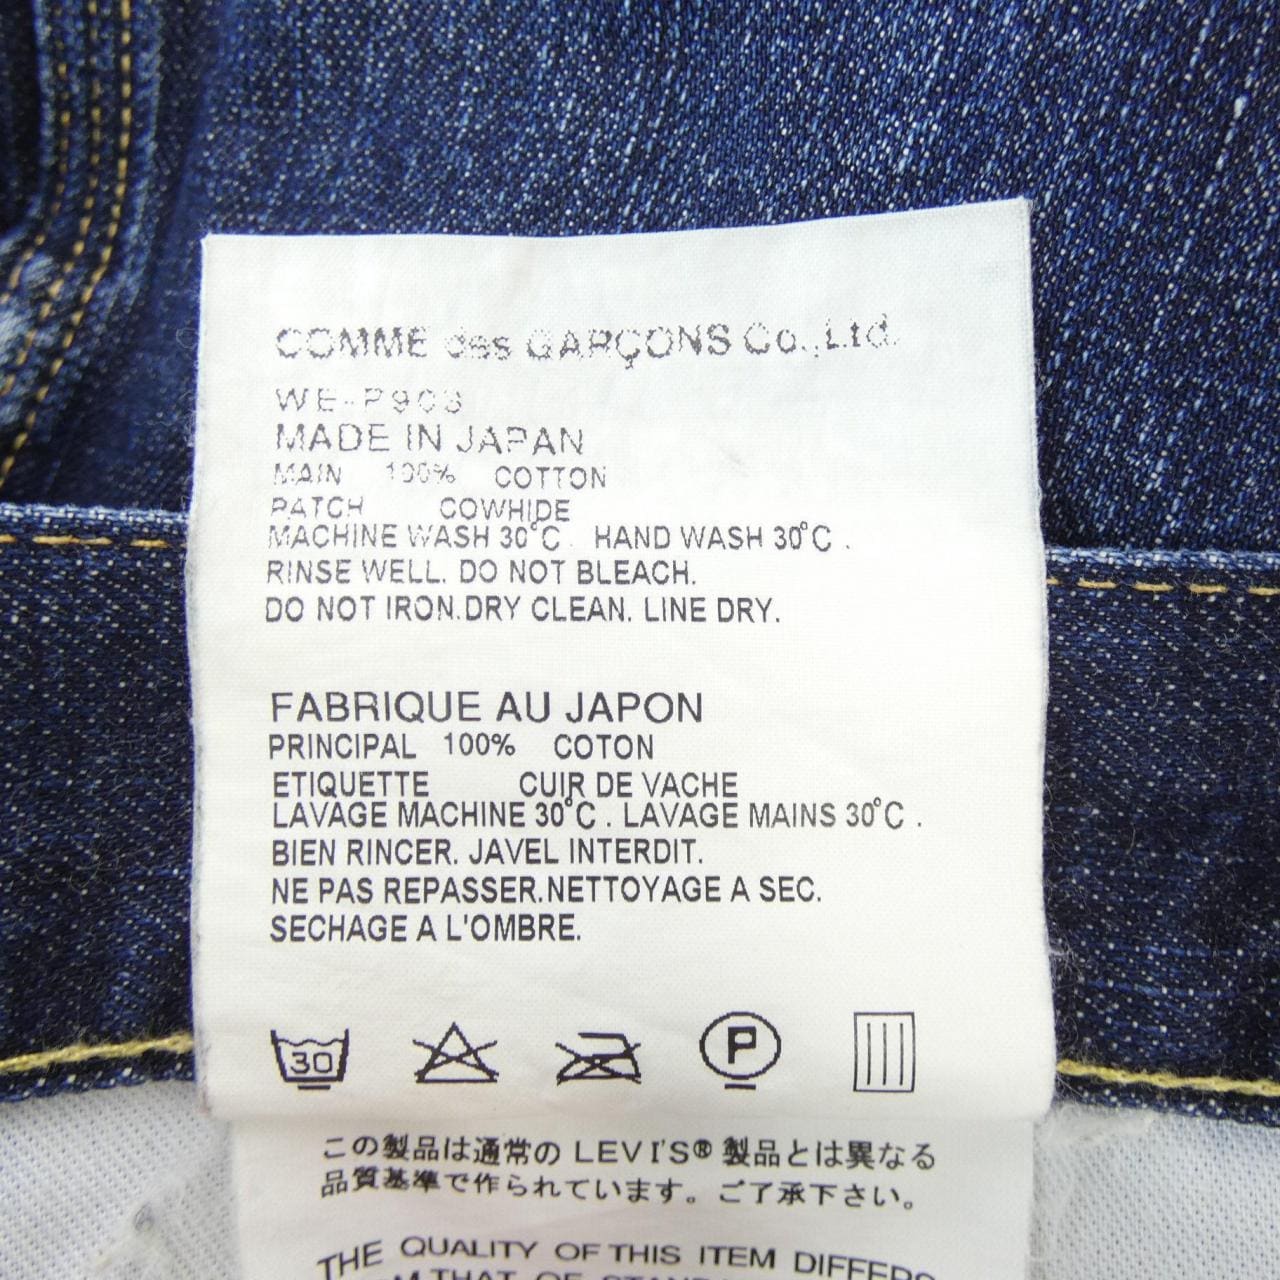 COMME des GARÇONS Co.,Ltd.
WE-P903
MADE IN JAPAN
MAIN 100% COTTON
PATCH COWHIDE
MACHINE WASH 30°C . HAND WASH 30°C .
RINSE WELL. DO NOT BLEACH.
DO NOT IRON.DRY CLEAN. LINE DRY.
FABRIQUE AU JAPON
PRINCIPAL 100% COTON
ETIQUETTE CUIR DE VACHE
LAVAGE MACHINE 30°C . LAVAGE MAINS 30°C .
BIEN RINCER. JAVEL INTERDIT.
NE PAS REPASSER.NETTOYAGE A SEC.
SECHAGE A L'OMBRE.
30 P
この製品は通常の LEVI'S® 製品とは異なる
品質基準で作られています。ご了承下さい。
THE QUALITY OF THIS ITEM DIFFERS
THAT OF